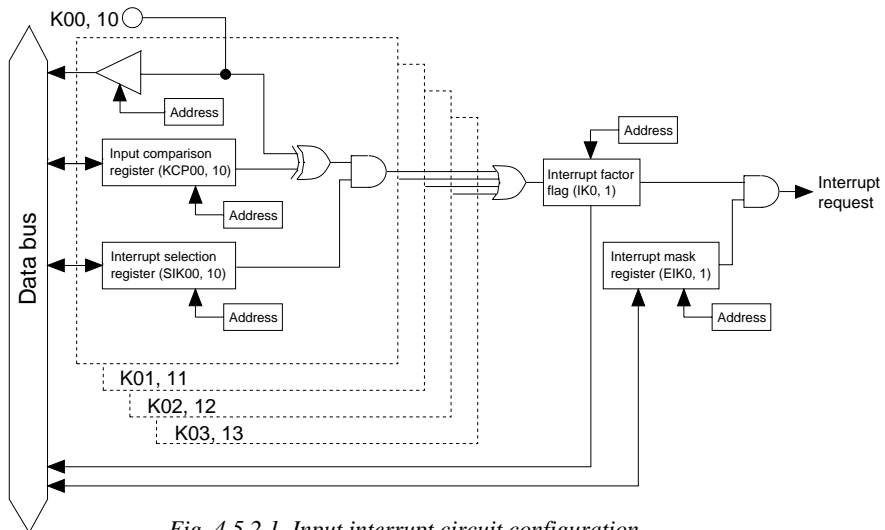 K00, 10
Address
Input comparison
register (KCP00, 10)
Address
Interrupt selection
register (SIK00, 10)
Address
Data bus
K01, 11
K02, 12
K03, 13
Address
Interrupt factor
flag (IK0, 1)
Interrupt mask
register (EIK0, 1)
Address
Interrupt
request
Fig. 4.5.2.1 Input interrupt circuit configuration